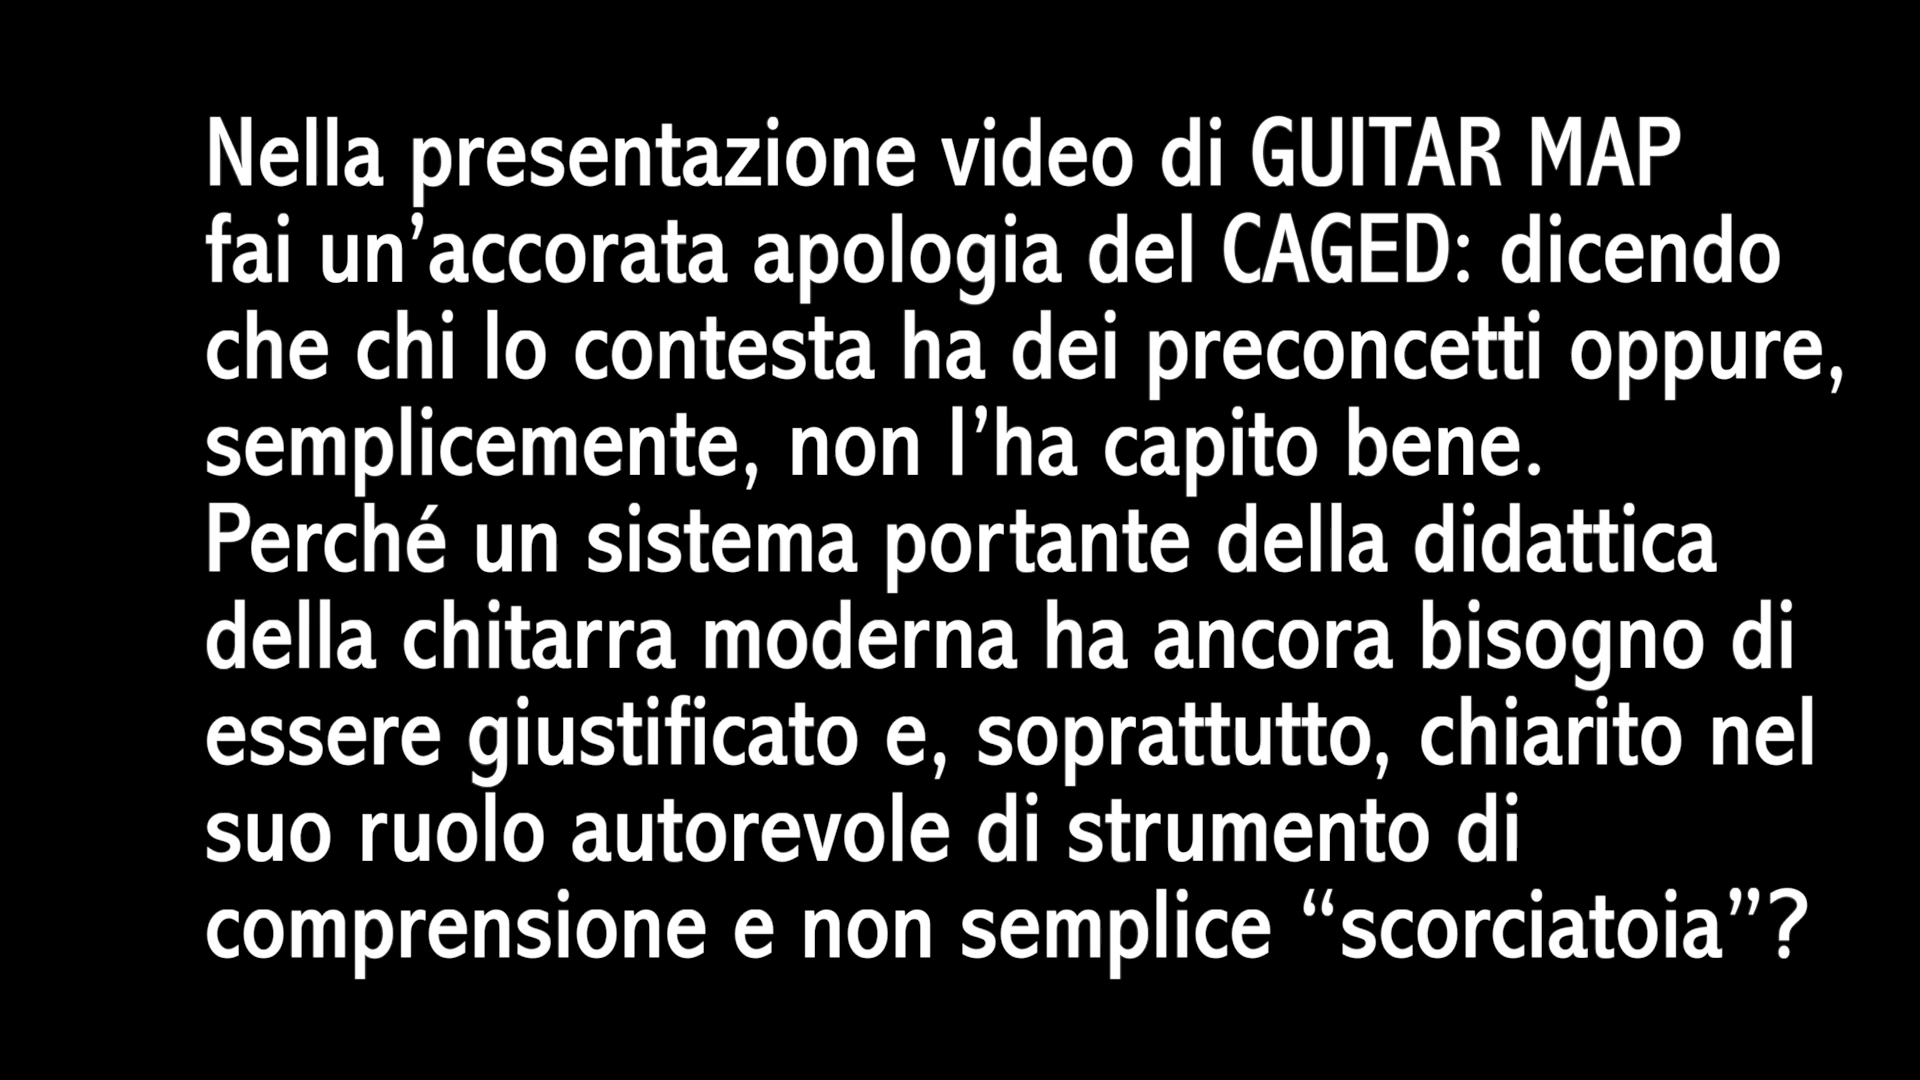 Nella presentazione video di GUITAR MAP
fai un’accorata apologia del CAGED: dicendo
che chi lo contesta ha dei preconcetti oppure,
semplicemente, non l’ha capito bene.
Perché un sistema portante della didattica
della chitarra moderna ha ancora bisogno di
essere giustificato e, soprattutto, chiarito nel
suo ruolo autorevole di strumento di
comprensione e non semplice “scorciatoia”?